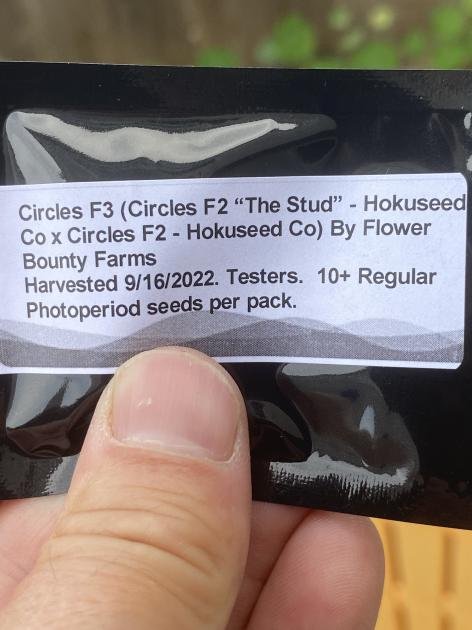 Circles F3 (Circles F2 “The Stud” - Hokuseed
Co x Circles F2 - Hokuseed Co) By Flower
Bounty Farms
Harvested 9/16/2022. Testers. 10+ Regular
Photoperiod seeds per pack.